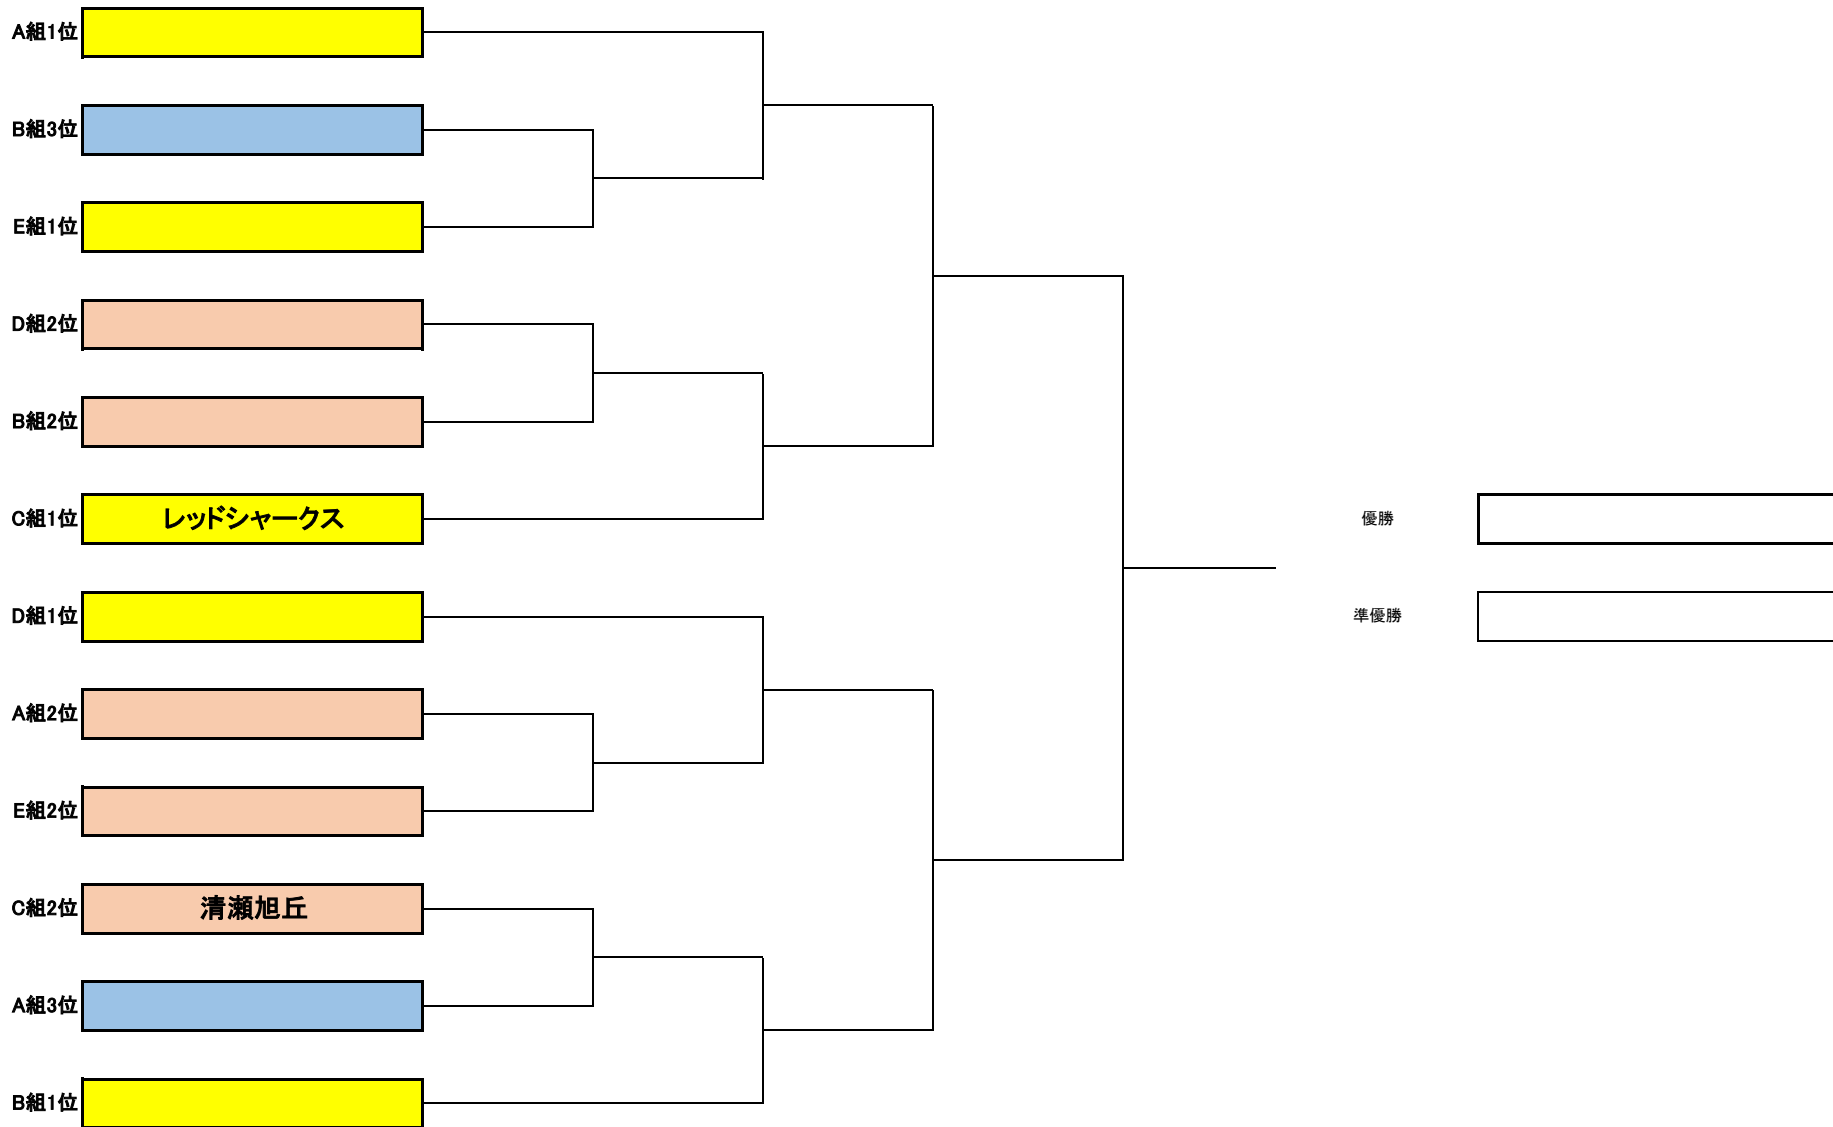 A組1位
B組3位
E組1位
D組2位
B組2位
C組1位 レッドシャークス
優勝
D組1位
準優勝
A組2位
E組2位
C組2位 清瀬旭丘
A組3位
B組1位